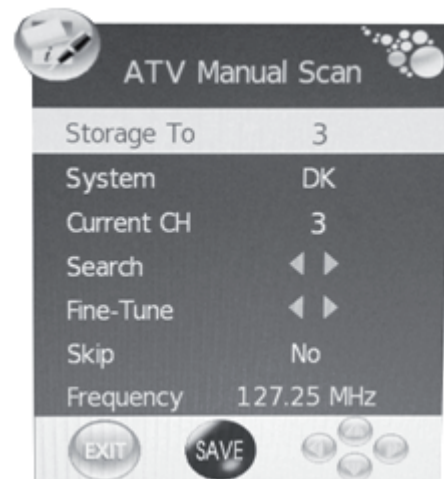 ATV Manual Scan
Storage To 3
System DK
Current CH 3
Search
Fine-Tune
Skip No
Frequency 127.25 MHz
EXIT SAVE